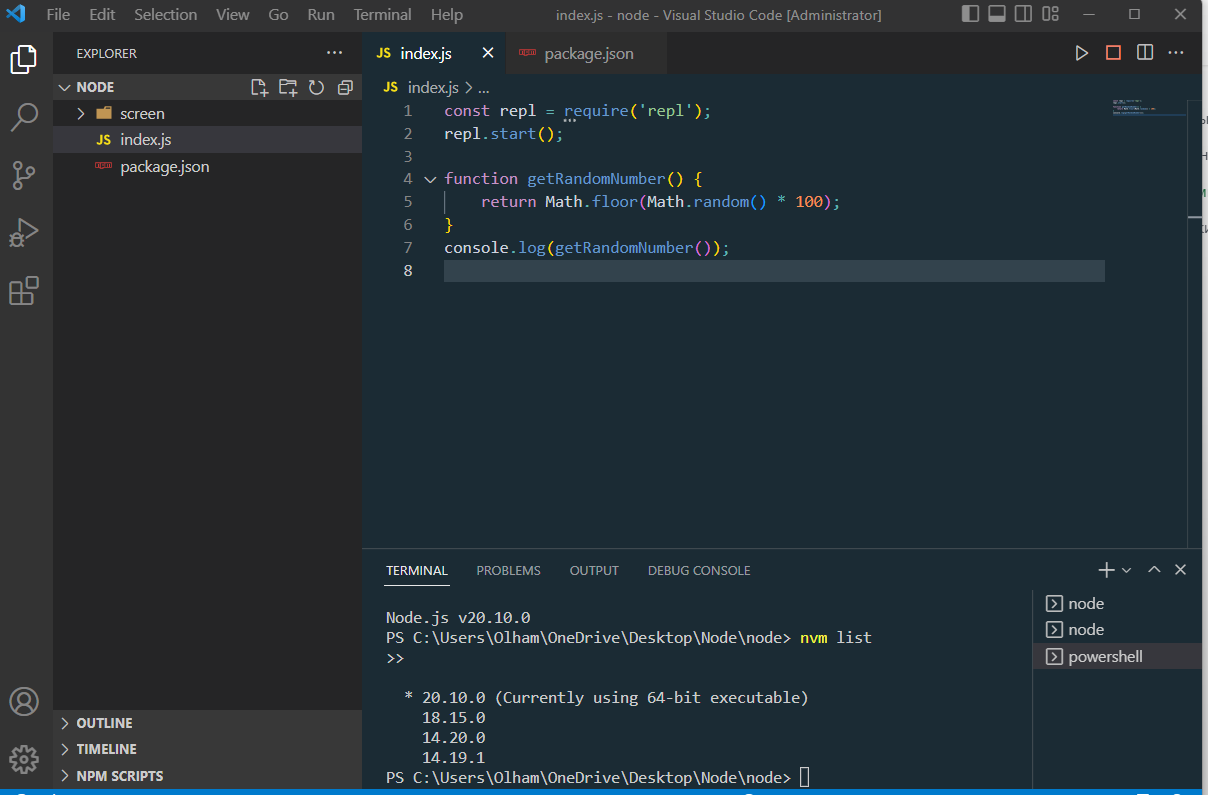 File Edit Selection View Go Run Terminal Help index.js - node - Visual Studio Code [Administrator]
EXPLORER
NODE
screen
JS index.js
package.json
OUTLINE
TIMELINE
NPM SCRIPTS
JS index.js package.json
JS index.js > ...
1 const repl = require('repl');
2 repl.start();
3
4 function getRandomNumber() {
5 return Math.floor(Math.random() * 100);
6 }
7 console.log(getRandomNumber());
8
TERMINAL PROBLEMS OUTPUT DEBUG CONSOLE
Node.js v20.10.0
PS C:\Users\Olham\OneDrive\Desktop\Node\node> nvm list
>>
* 20.10.0 (Currently using 64-bit executable)
18.15.0
14.20.0
14.19.1
PS C:\Users\Olham\OneDrive\Desktop\Node\node>
node
node
powershell